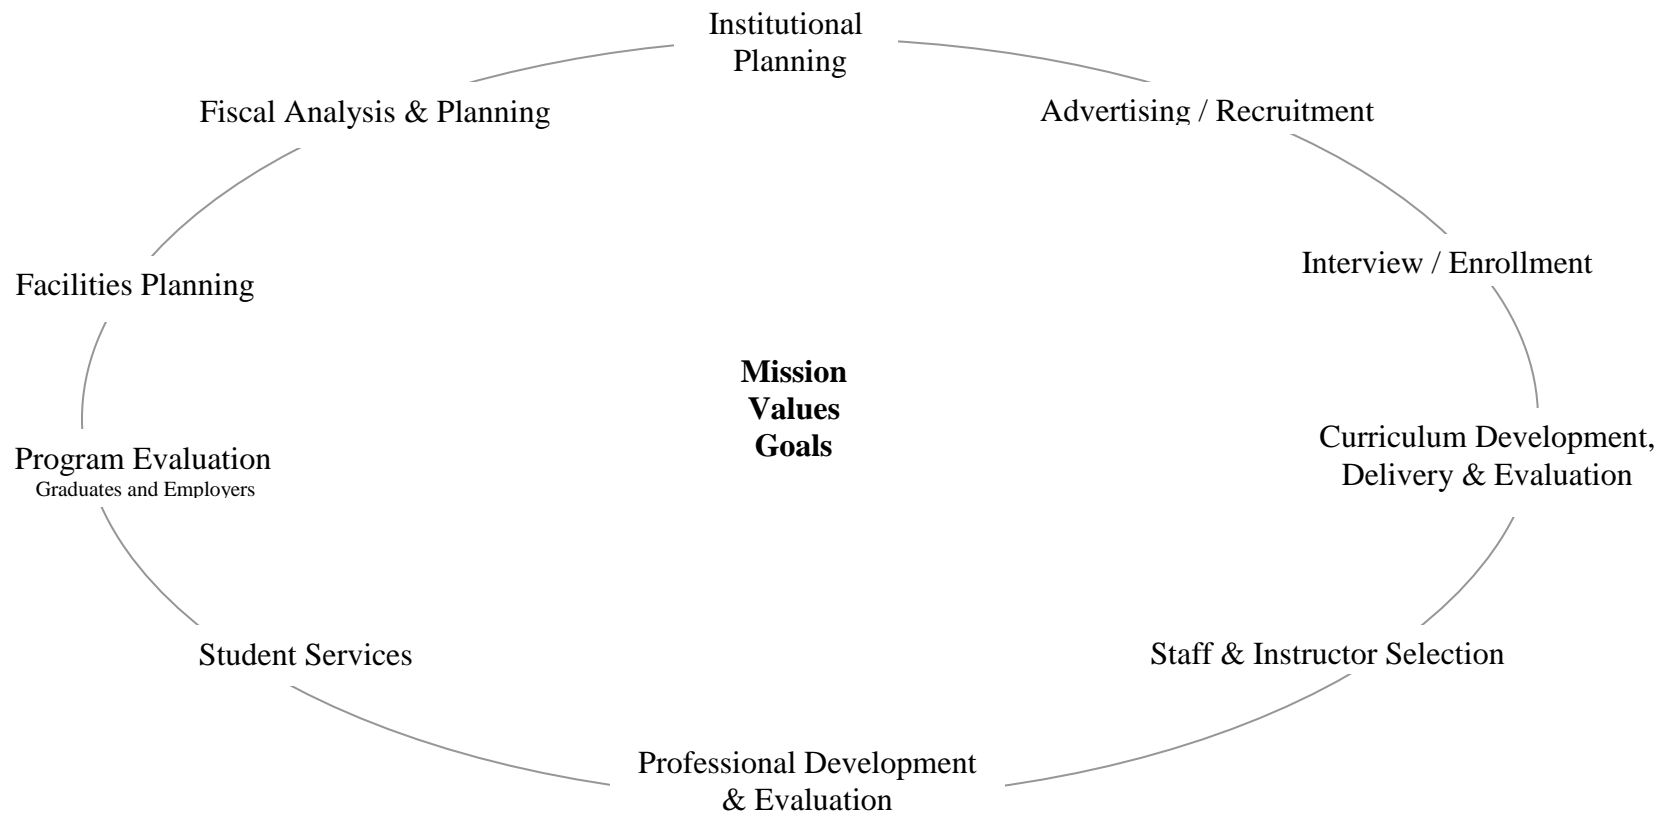 Institutional
Planning
Fiscal Analysis & Planning
Advertising / Recruitment
Interview / Enrollment
Facilities Planning
Mission
Values
Goals
Curriculum Development,
Delivery & Evaluation
Program Evaluation
Graduates and Employers
Student Services
Staff & Instructor Selection
Professional Development
& Evaluation